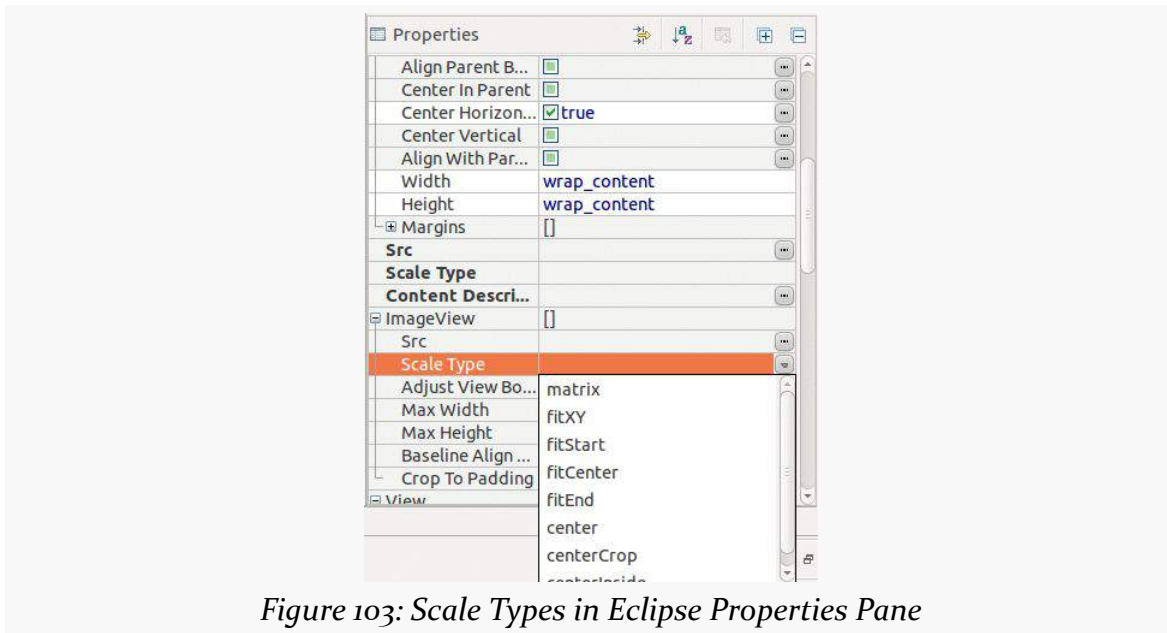 Properties
Align Parent B...
Center In Parent
Center Horizon... true
Center Vertical
Align With Par...
Width wrap_content
Height wrap_content
Margins []
Src
Scale Type
Content Descri...
ImageView []
Src
Scale Type
Adjust View Bo...
Max Width
Max Height
Baseline Align ...
Crop To Padding
View
matrix
fitXY
fitStart
fitCenter
fitEnd
center
centerCrop
centerInside
Figure 103: Scale Types in Eclipse Properties Pane